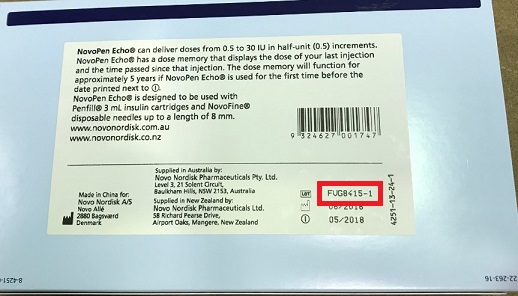 NovoPen Echo® can deliver doses from 0.5 to 30 IU in half-unit (0.5) increments.
NovoPen Echo® has a dose memory that displays the dose of your last injection
and the time passed since that injection. The dose memory will function for
approximately 5 years if NovoPen Echo® is used for the first time before the
date printed next to
NovoPen Echo® is designed to be used with
Penfill® 3 mL insulin cartridges and NovoFine®
disposable needles up to a length of 8 mm.
www.novonordisk.com.au
www.novonordisk.co.nz
9 324627 001747
Made in China for:
Novo Nordisk A/S
Novo Allé
2880 Bagsværd
Denmark
Supplied in Australia by:
Novo Nordisk Pharmaceuticals Pty. Ltd.
Level 3, 21 Solent Circuit,
Baulkham Hills, NSW 2153, Australia
Supplied in New Zealand by:
Novo Nordisk Pharmaceuticals Ltd.
58 Richard Pearse Drive,
Airport Oaks, Mangere, New Zealand
LOT FUG8415-1
06/2016
05/2018
4251-13-24-1